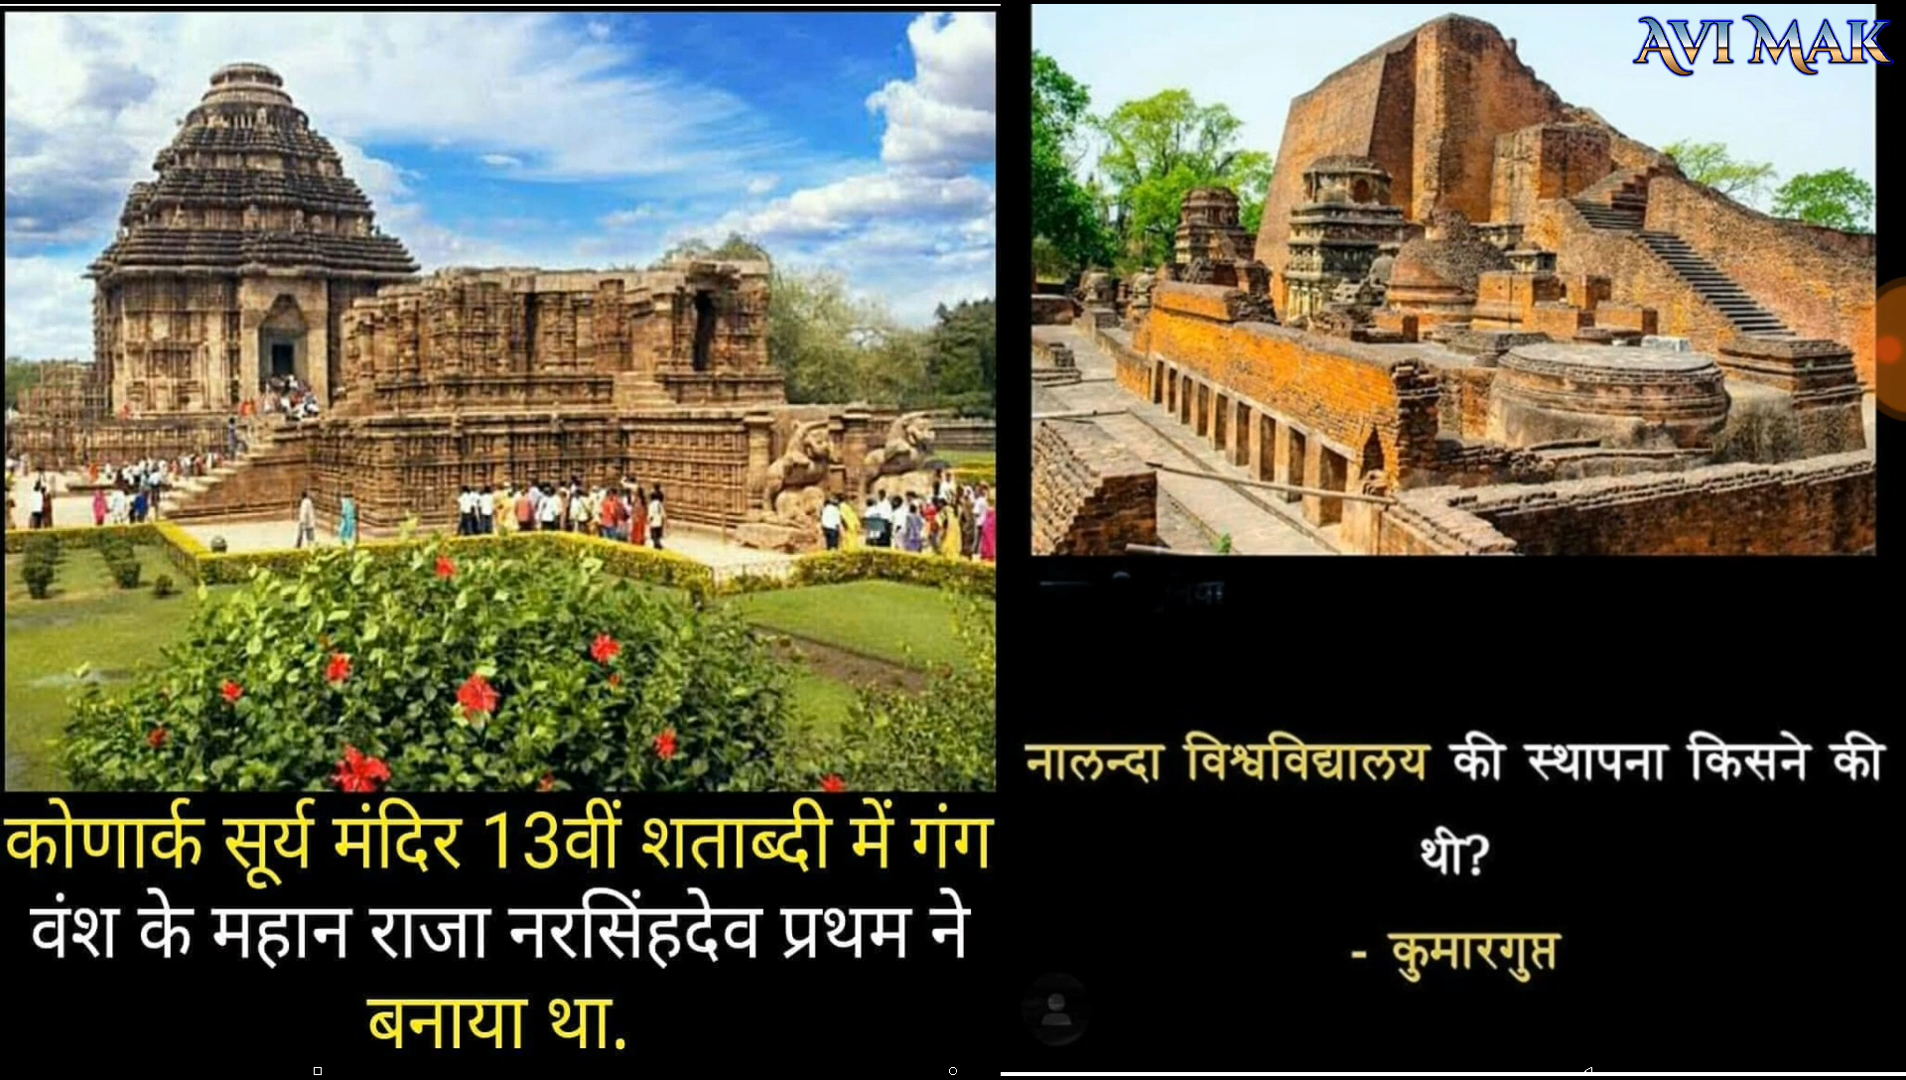 AVI MAK
कोणार्क सूर्य मंदिर 13वीं शताब्दी में गंग
वंश के महान राजा नरसिंहदेव प्रथम ने
बनाया था.
नालन्दा विश्वविद्यालय की स्थापना किसने की
थी?
- कुमारगुप्त